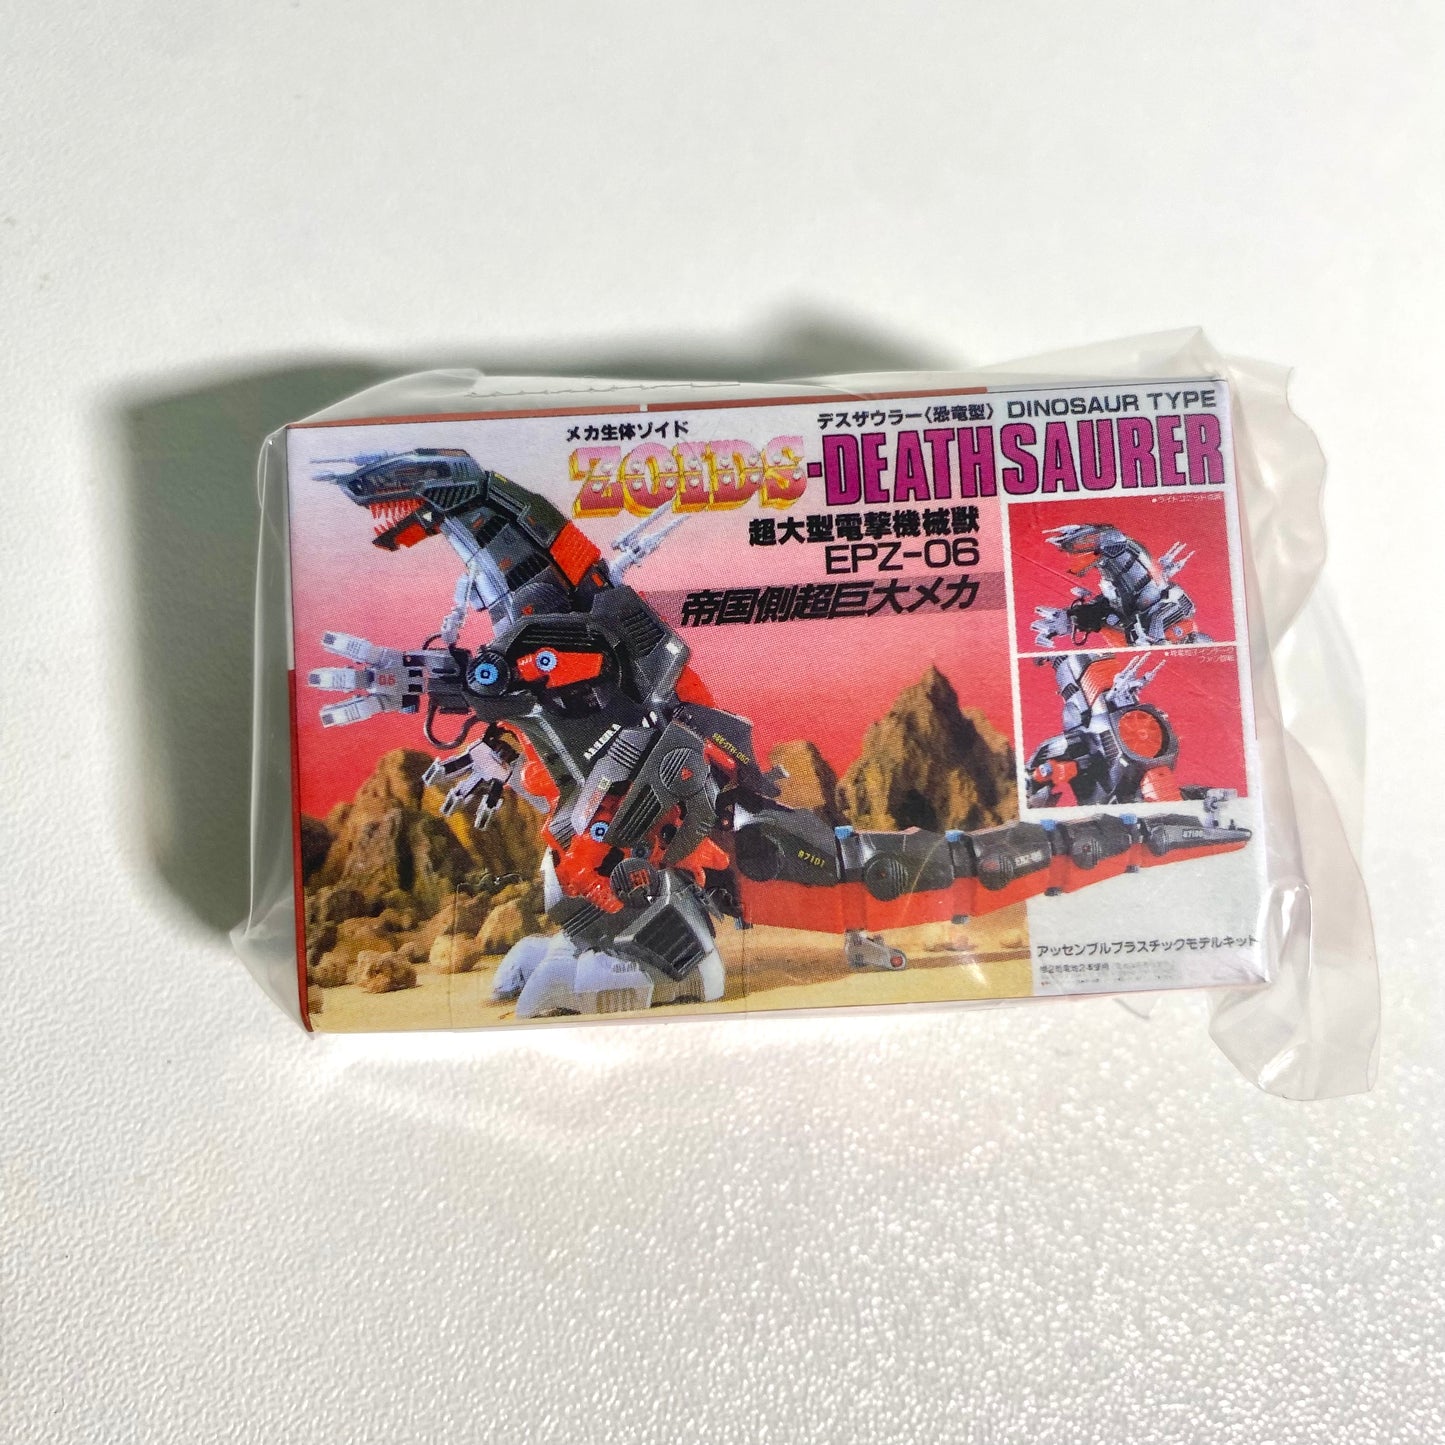 メカ生体ゾイド
デスザウラー〈恐竜型〉 DINOSAUR TYPE
ZOIDS-DEATHSAURER
超大型電撃機械獣
EPZ-06
帝国側超巨大メカ
05
87101
アッセンブルプラスチックモデルキット